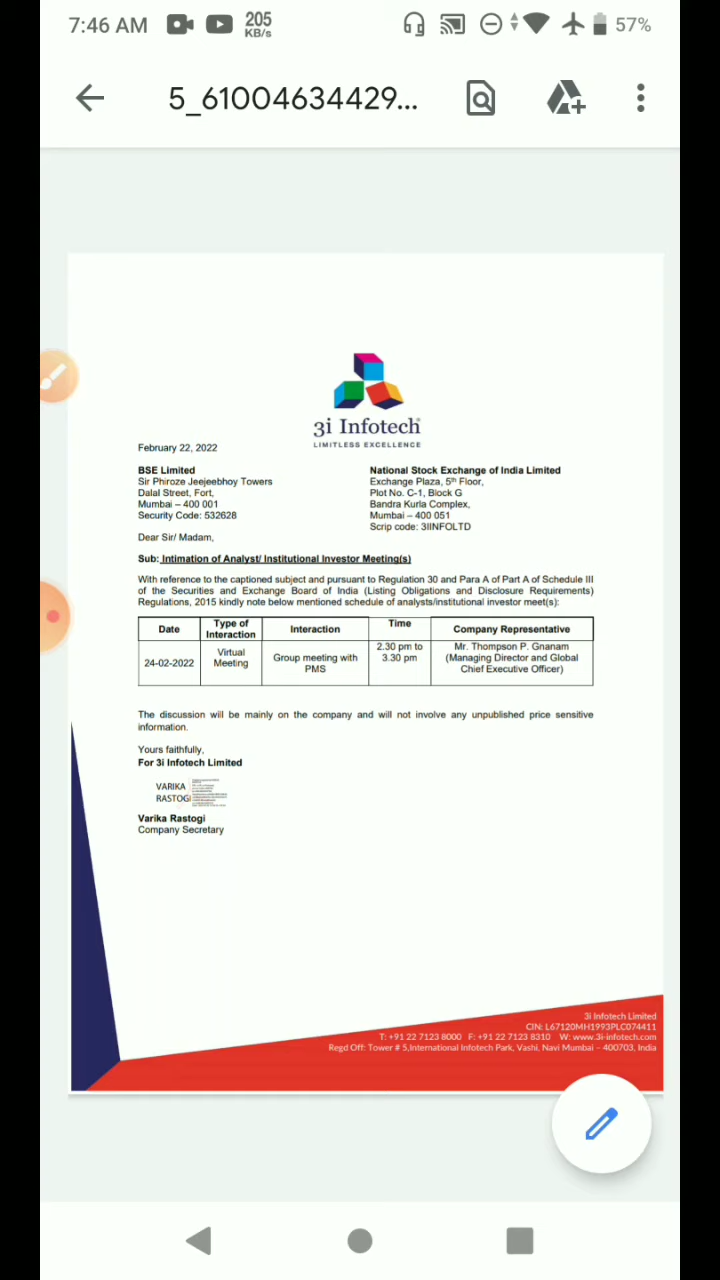 7:46 AM 205 KB/s 57%
5_61004634429...
3i Infotech
LIMITLESS EXCELLENCE
February 22, 2022
BSE Limited
Sir Phiroze Jeejeebhoy Towers
Dalal Street, Fort,
Mumbai – 400 001
Security Code: 532628
National Stock Exchange of India Limited
Exchange Plaza, 5th Floor,
Plot No. C-1, Block G
Bandra Kurla Complex,
Mumbai – 400 051
Scrip code: 3IINFOLTD
Dear Sir/ Madam,
Sub: Intimation of Analyst/ Institutional Investor Meeting(s)
With reference to the captioned subject and pursuant to Regulation 30 and Para A of Part A of Schedule III
of the Securities and Exchange Board of India (Listing Obligations and Disclosure Requirements)
Regulations, 2015 kindly note below mentioned schedule of analysts/institutional investor meet(s):
Date
Type of
Interaction
Interaction
Time
Company Representative
24-02-2022
Virtual
Meeting
Group meeting with
PMS
2.30 pm to
3.30 pm
Mr. Thompson P. Gnanam
(Managing Director and Global
Chief Executive Officer)
The discussion will be mainly on the company and will not involve any unpublished price sensitive
information.
Yours faithfully,
For 3i Infotech Limited
VARIKA
RASTOGI
Varika Rastogi
Company Secretary
3i Infotech Limited
CIN: L67120MH1993PLC074411
T: +91 22 7123 8000 F: +91 22 7123 8310 W: www.3i-infotech.com
Regd Off: Tower # 5,International Infotech Park, Vashi, Navi Mumbai – 400703, India